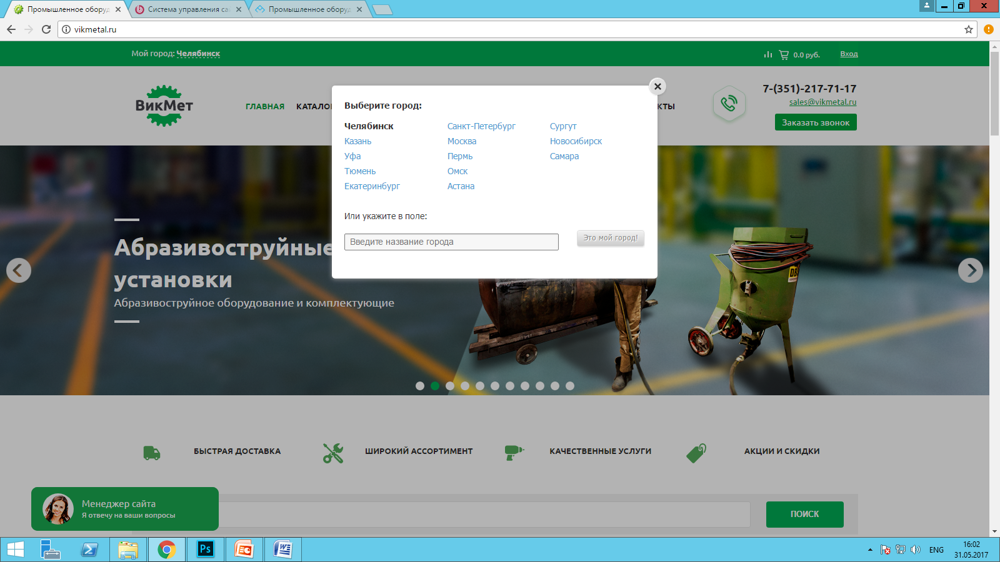 Промышленное оборуд
Система управления са
Промышленное оборуд
vikmetal.ru
Мой город: Челябинск
0.0 руб.
Вход
ВикМет
ГЛАВНАЯ
КАТАЛО
КТЫ
7-(351)-217-71-17
sales@vikmetal.ru
Заказать звонок
Выберите город:
Челябинск
Санкт-Петербург
Сургут
Казань
Москва
Новосибирск
Уфа
Пермь
Самара
Тюмень
Омск
Екатеринбург
Астана
Или укажите в поле:
Введите название города
Это мой город!
Абразивоструйные
установки
Абразивоструйное оборудование и комплектующие
БЫСТРАЯ ДОСТАВКА
ШИРОКИЙ АССОРТИМЕНТ
КАЧЕСТВЕННЫЕ УСЛУГИ
АКЦИИ И СКИДКИ
Менеджер сайта
Я отвечу на ваши вопросы
ПОИСК
Ps
ENG
16:02
31.05.2017